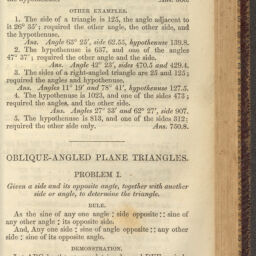 OTHER EXAMPLES.
1. The side of a triangle is 125, the angle adjacent to
it 26° 35′; required the other angle, the other side, and
the hypothenuse.
Ans. Angle 63° 25′, side 62.55, hypothenuse 139.8.
2. The hypothenuse is 637, and one of the angles
47° 37′; required the other angle and the side.
Ans. Angle 42° 23′, sides 470.5 and 429.4.
3. The sides of a right-angled triangle are 25 and 125;
required the angles and hypothenuse.
Ans. Angles 11° 19′ and 78° 41′, hypothenuse 127.5.
4. The hypothenuse is 1023, and one of the sides 473;
required the angles, and the other side.
Ans. Angles 27° 33′ and 62° 27′, side 907.
5. The hypothenuse is 813, and one of the sides 312;
required the other side only. Ans. 750.8.
OBLIQUE-ANGLED PLANE TRIANGLES.
PROBLEM I.
Given a side and its opposite angle, together with another
side or angle, to determine the triangle.
RULE.
As the sine of any one angle : side opposite :: sine of
any other angle : its opposite side.
And, Any one side : sine of angle opposite :: any other
side : sine of its opposite angle.
DEMONSTRATION.